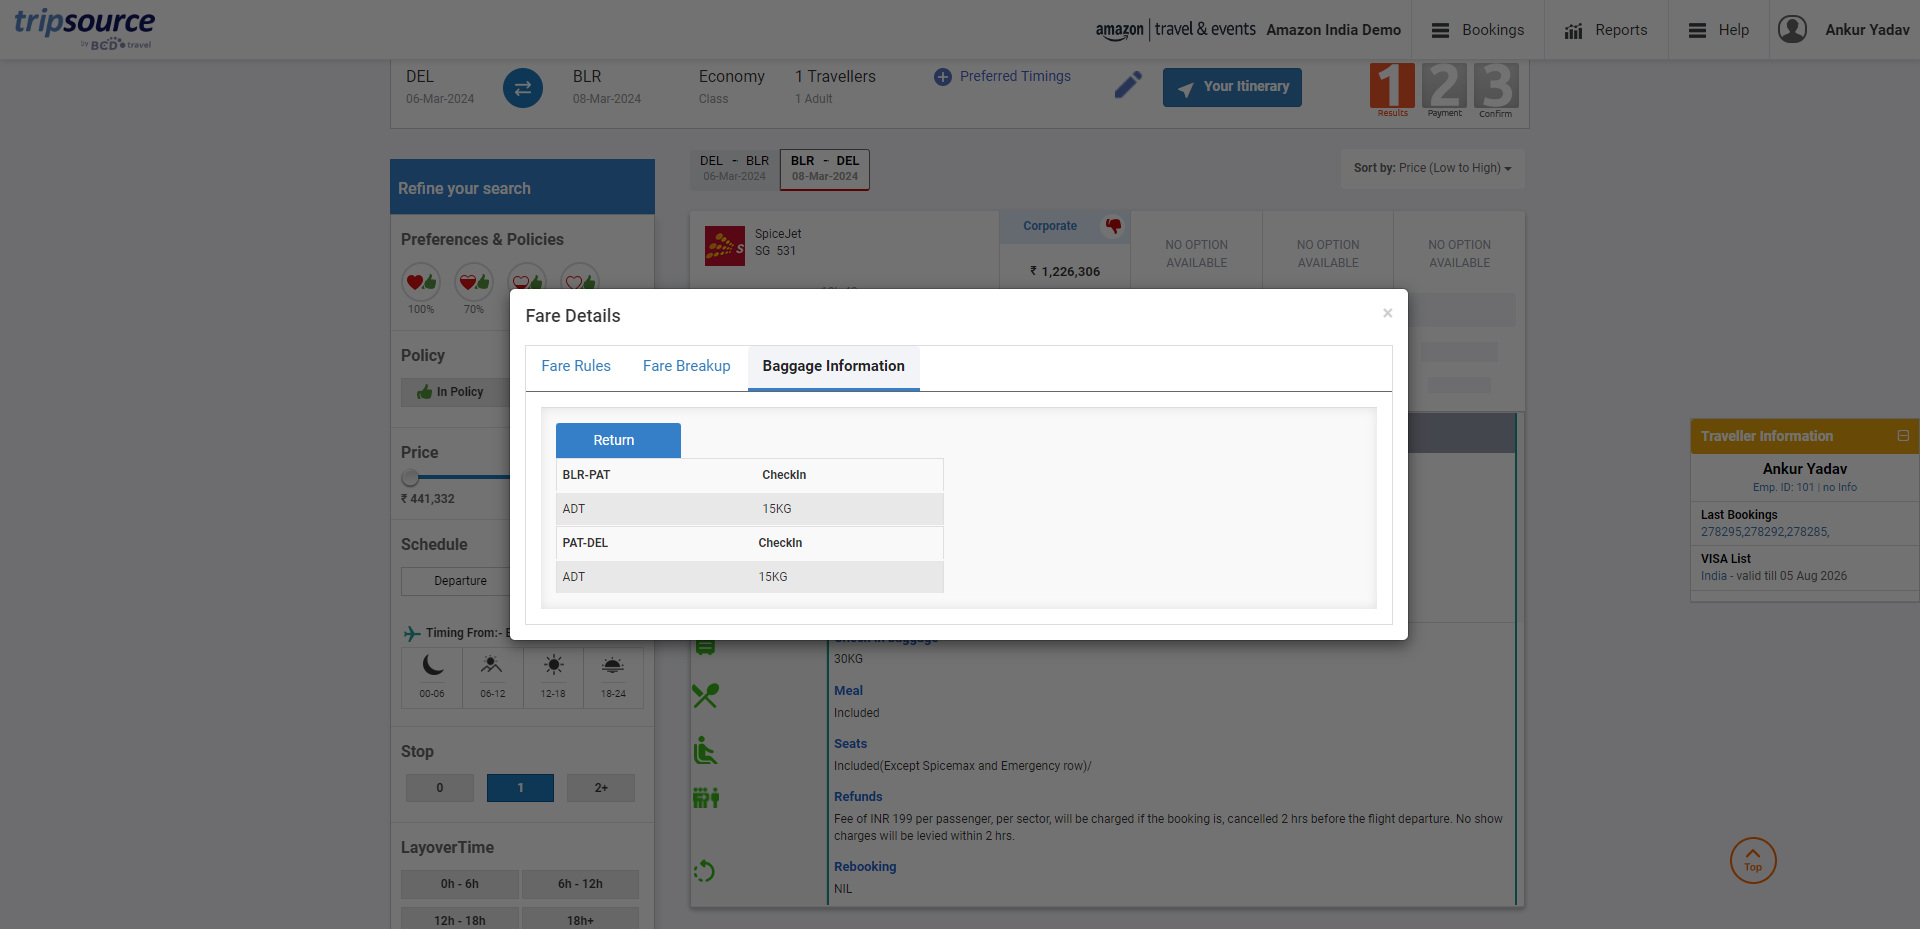 tripsource
by BCD travel
amazon travel & events Amazon India Demo
Bookings
Reports
Help
Ankur Yadav
DEL
06-Mar-2024
BLR
08-Mar-2024
Economy
Class
1 Travellers
1 Adult
Preferred Timings
Your Itinerary
1 2 3
Results Payment Confirm
DEL - BLR
06-Mar-2024
BLR - DEL
08-Mar-2024
Sort by: Price (Low to High)
Refine your search
Preferences & Policies
100%
70%
Policy
In Policy
Price
₹ 441,332
Schedule
Departure
Timing From:-
00-06
06-12
12-18
18-24
Stop
0
1
2+
LayoverTime
0h - 6h
6h - 12h
12h - 18h
18h+
SpiceJet
SG 531
Corporate
₹ 1,226,306
NO OPTION
AVAILABLE
NO OPTION
AVAILABLE
NO OPTION
AVAILABLE
Fare Details
×
Fare Rules
Fare Breakup
Baggage Information
Return
BLR-PAT CheckIn
ADT 15KG
PAT-DEL CheckIn
ADT 15KG
30KG
Meal
Included
Seats
Included(Except Spicemax and Emergency row)/
Refunds
Fee of INR 199 per passenger, per sector, will be charged if the booking is, cancelled 2 hrs before the flight departure. No show
charges will be levied within 2 hrs.
Rebooking
NIL
Traveller Information
Ankur Yadav
Emp. ID: 101 | no Info
Last Bookings
278295,278292,278285,
VISA List
India - valid till 05 Aug 2026
Top